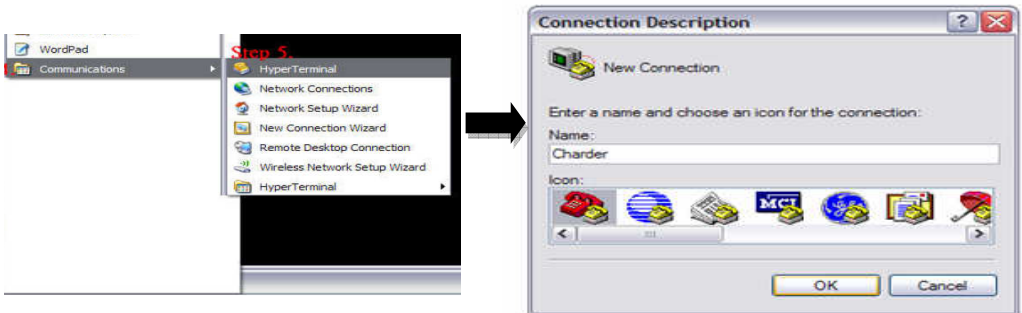 WordPad
Communications
Step 5.
HyperTerminal
Network Connections
Network Setup Wizard
New Connection Wizard
Remote Desktop Connection
Wireless Network Setup Wizard
HyperTerminal
Connection Description
New Connection
Enter a name and choose an icon for the connection:
Name:
Charder
Icon:
MCI
OK Cancel